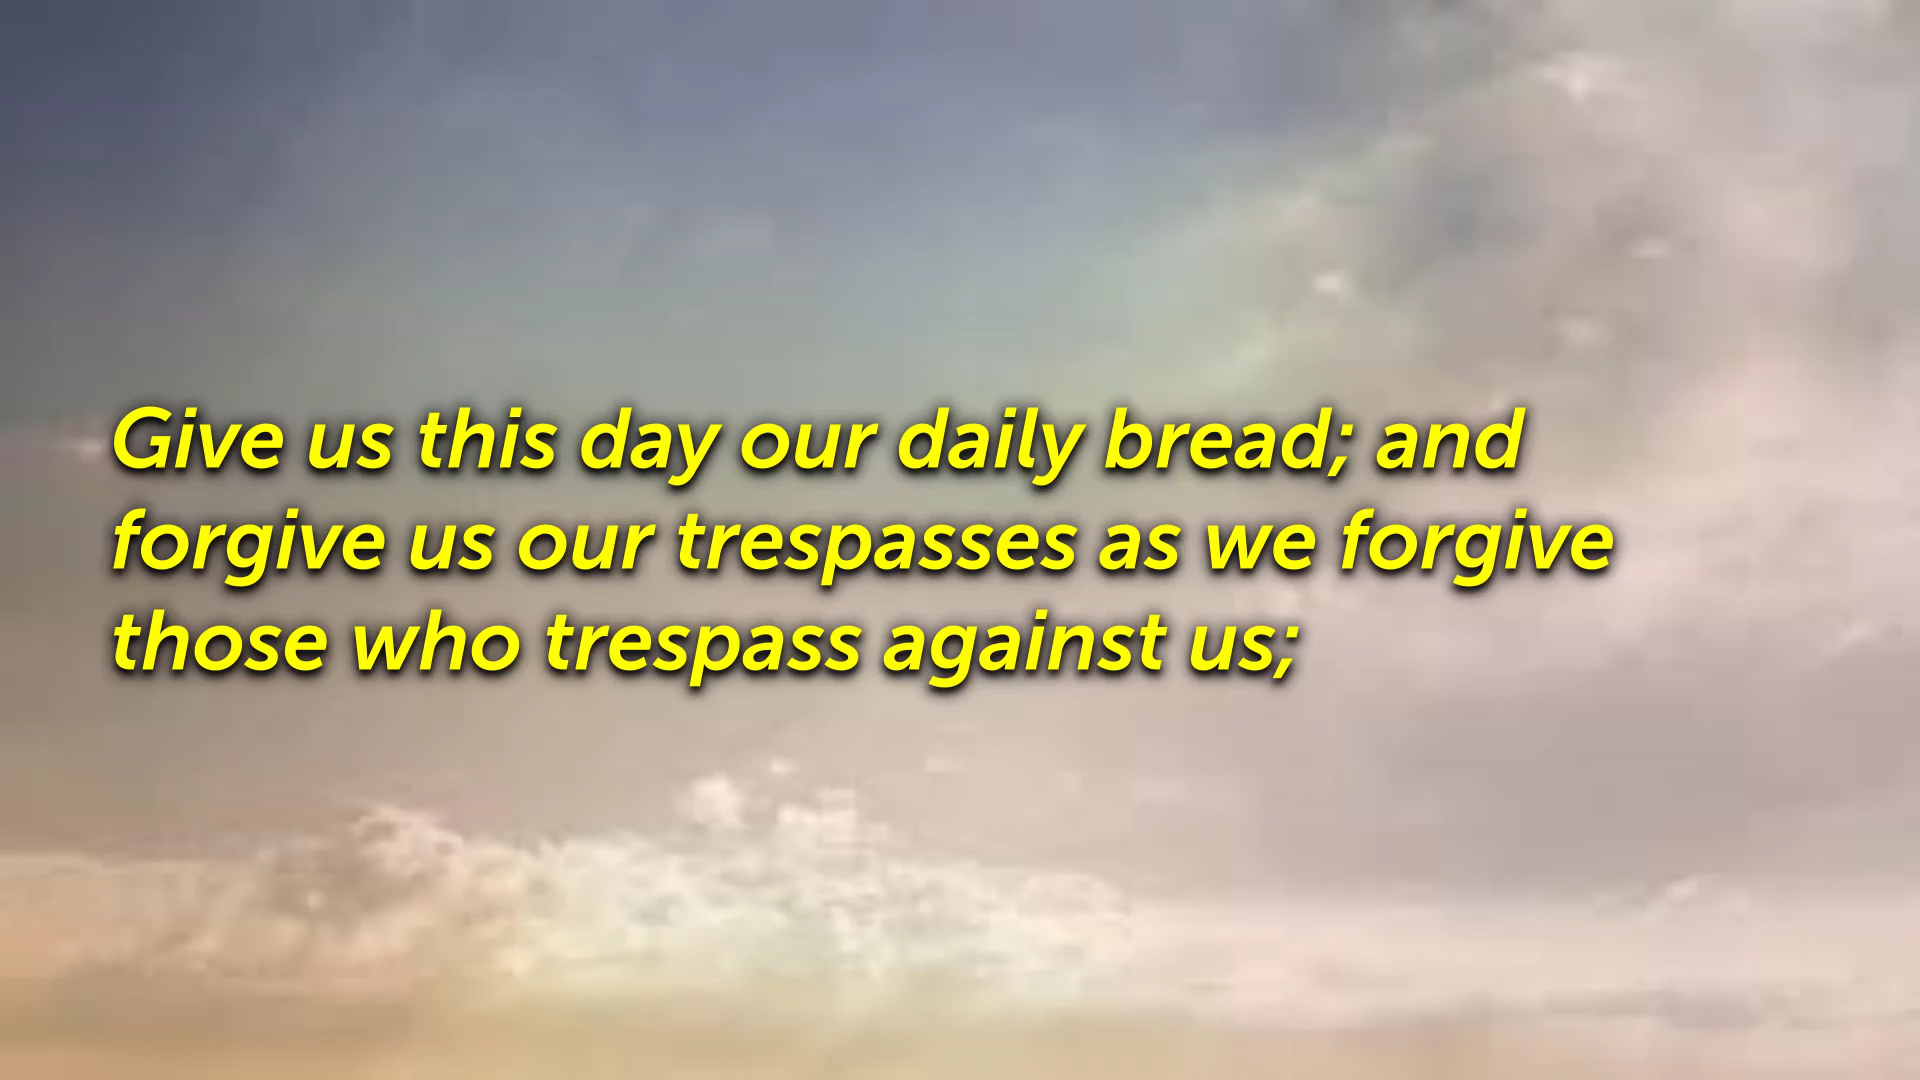 Give us this day our daily bread; and
forgive us our trespasses as we forgive
those who trespass against us;